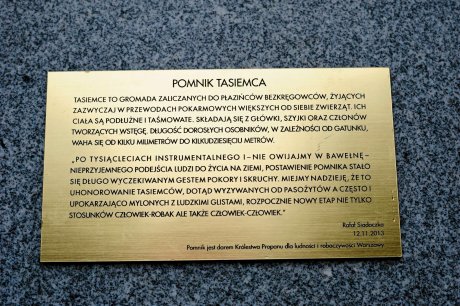 POMNIK TASIEMCA
TASIEMCE TO GROMADA ZALICZANYCH DO PŁAZIŃCÓW BEZKRĘGOWCÓW, ŻYJĄCYCH
ZAZWYCZAJ W PRZEWODACH POKARMOWYCH WIĘKSZYCH OD SIEBIE ZWIERZĄT. ICH
CIAŁA SĄ PODŁUŻNE I TAŚMOWATE. SKŁADAJĄ SIĘ Z GŁÓWKI, SZYJKI ORAZ CZŁONÓW
TWORZĄCYCH WSTĘGĘ. DŁUGOŚĆ DOROSŁYCH OSOBNIKÓW, W ZALEŻNOŚCI OD GATUNKU,
WAHA SIĘ OD KILKU MILIMETRÓW DO KILKUDZIESIĘCIU METRÓW.
„PO TYSIĄCLECIACH INSTRUMENTALNEGO I – NIE OWIJAJMY W BAWEŁNĘ –
NIEPRZYJEMNEGO PODEJŚCIA LUDZI DO ŻYCIA NA ZIEMI, POSTAWIENIE POMNIKA STAŁO
SIĘ DŁUGO WYCZEKIWANYM GESTEM POKORY I SKRUCHY. MIEJMY NADZIEJĘ, ŻE TO
UHONOROWANIE TASIEMCÓW, DOTĄD WYZYWANYCH OD PASOŻYTÓW A CZĘSTO I
UPOKARZAJĄCO MYLONYCH Z LUDZKIMI GLISTAMI, ROZPOCZNIE NOWY ETAP NIE TYLKO
STOSUNKÓW CZŁOWIEK-ROBAK ALE TAKŻE CZŁOWIEK-CZŁOWIEK."
Rafał Siadaczka
12.11.2013
Pomnik jest darem Królestwa Propanu dla ludności i robaczywości Warszawy